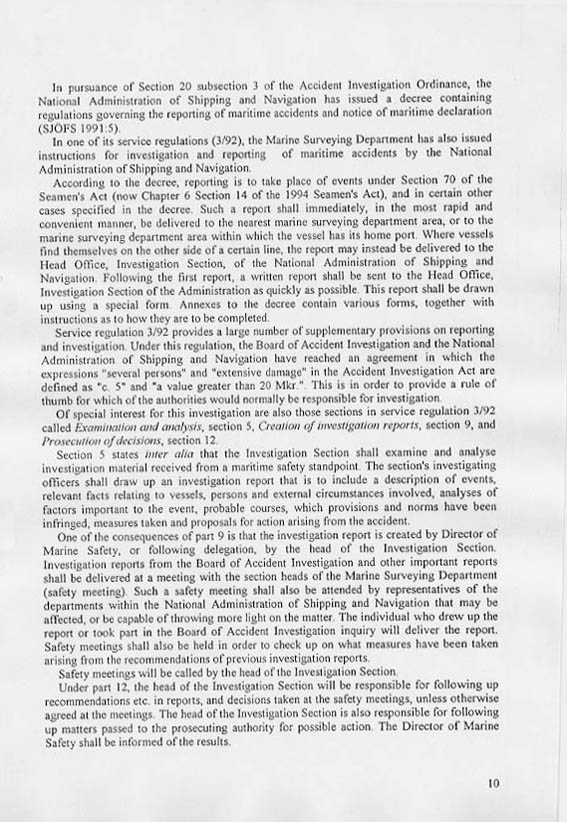 In pursuance of Section 20 subsection 3 of the Accident Investigation Ordinance, the
National Administration of Shipping and Navigation has issued a decree containing
regulations governing the reporting of maritime accidents and notice of maritime declaration
(SJOFS 1991:5).
In one of its service regulations (3/92), the Marine Surveying Department has also issued
instructions for investigation and reporting of maritime accidents by the National
Administration of Shipping and Navigation.
According to the decree, reporting is to take place of events under Section 70 of the
Seamen's Act (now Chapter 6 Section 14 of the 1994 Seamen's Act), and in certain other
cases specified in the decree. Such a report shall immediately, in the most rapid and
convenient manner, be delivered to the nearest marine surveying department area, or to the
marine surveying department area within which the vessel has its home port. Where vessels
find themselves on the other side of a certain line, the report may instead be delivered to the
Head Office, Investigation Section, of the National Administration of Shipping and
Navigation. Following the first report, a written report shall be sent to the Head Office,
Investigation Section of the Administration as quickly as possible. This report shall be drawn
up using a special form. Annexes to the decree contain various forms, together with
instructions as to how they are to be completed.
Service regulation 3/92 provides a large number of supplementary provisions on reporting
and investigation. Under this regulation, the Board of Accident Investigation and the National
Administration of Shipping and Navigation have reached an agreement in which the
expressions "several persons" and "extensive damage" in the Accident Investigation Act are
defined as "c. 5" and "a value greater than 20 Mkr.". This is in order to provide a rule of
thumb for which of the authorities would normally be responsible for investigation.
Of special interest for this investigation are also those sections in service regulation 3/92
called Examination and analysis, section 5, Creation of investigation reports, section 9, and
Prosecution of decisions, section 12.
Section 5 states inter alia that the Investigation Section shall examine and analyse
investigation material received from a maritime safety standpoint. The section's investigating
officers shall draw up an investigation report that is to include a description of events,
relevant facts relating to vessels, persons and external circumstances involved, analyses of
factors important to the event, probable courses, which provisions and norms have been
infringed, measures taken and proposals for action arising from the accident.
One of the consequences of part 9 is that the investigation report is created by Director of
Marine Safety, or following delegation, by the head of the Investigation Section.
Investigation reports from the Board of Accident Investigation and other important reports
shall be delivered at a meeting with the section heads of the Marine Surveying Department
(safety meeting). Such a safety meeting shall also be attended by representatives of the
departments within the National Administration of Shipping and Navigation that may be
affected, or be capable of throwing more light on the matter. The individual who drew up the
report or took part in the Board of Accident Investigation inquiry will deliver the report.
Safety meetings shall also be held in order to check up on what measures have been taken
arising from the recommendations of previous investigation reports.
Safety meetings will be called by the head of the Investigation Section.
Under part 12, the head of the Investigation Section will be responsible for following up
recommendations etc. in reports, and decisions taken at the safety meetings, unless otherwise
agreed at the meetings. The head of the Investigation Section is also responsible for following
up matters passed to the prosecuting authority for possible action. The Director of Marine
Safety shall be informed of the results.
10